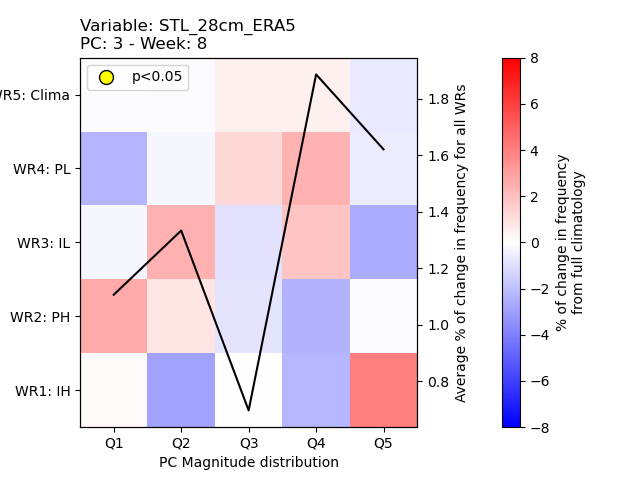 Variable: STL_28cm_ERA5
PC: 3 - Week: 8
p<0.05
WR5: Clima
WR4: PL
WR3: IL
WR2: PH
WR1: IH
Q1 Q2 Q3 Q4 Q5
PC Magnitude distribution
1.8
1.6
1.4
1.2
1.0
0.8
Average % of change in frequency for all WRs
8
6
4
2
0
−2
−4
−6
−8
% of change in frequency
from full climatology